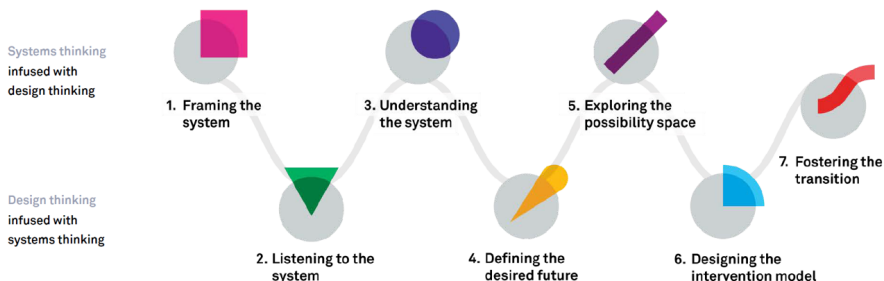 Systems thinking
infused with
design thinking
1. Framing the
system
3. Understanding
the system
5. Exploring the
possibility space
7. Fostering the
transition
Design thinking
infused with
systems thinking
2. Listening to the
system
4. Defining the
desired future
6. Designing the
intervention model